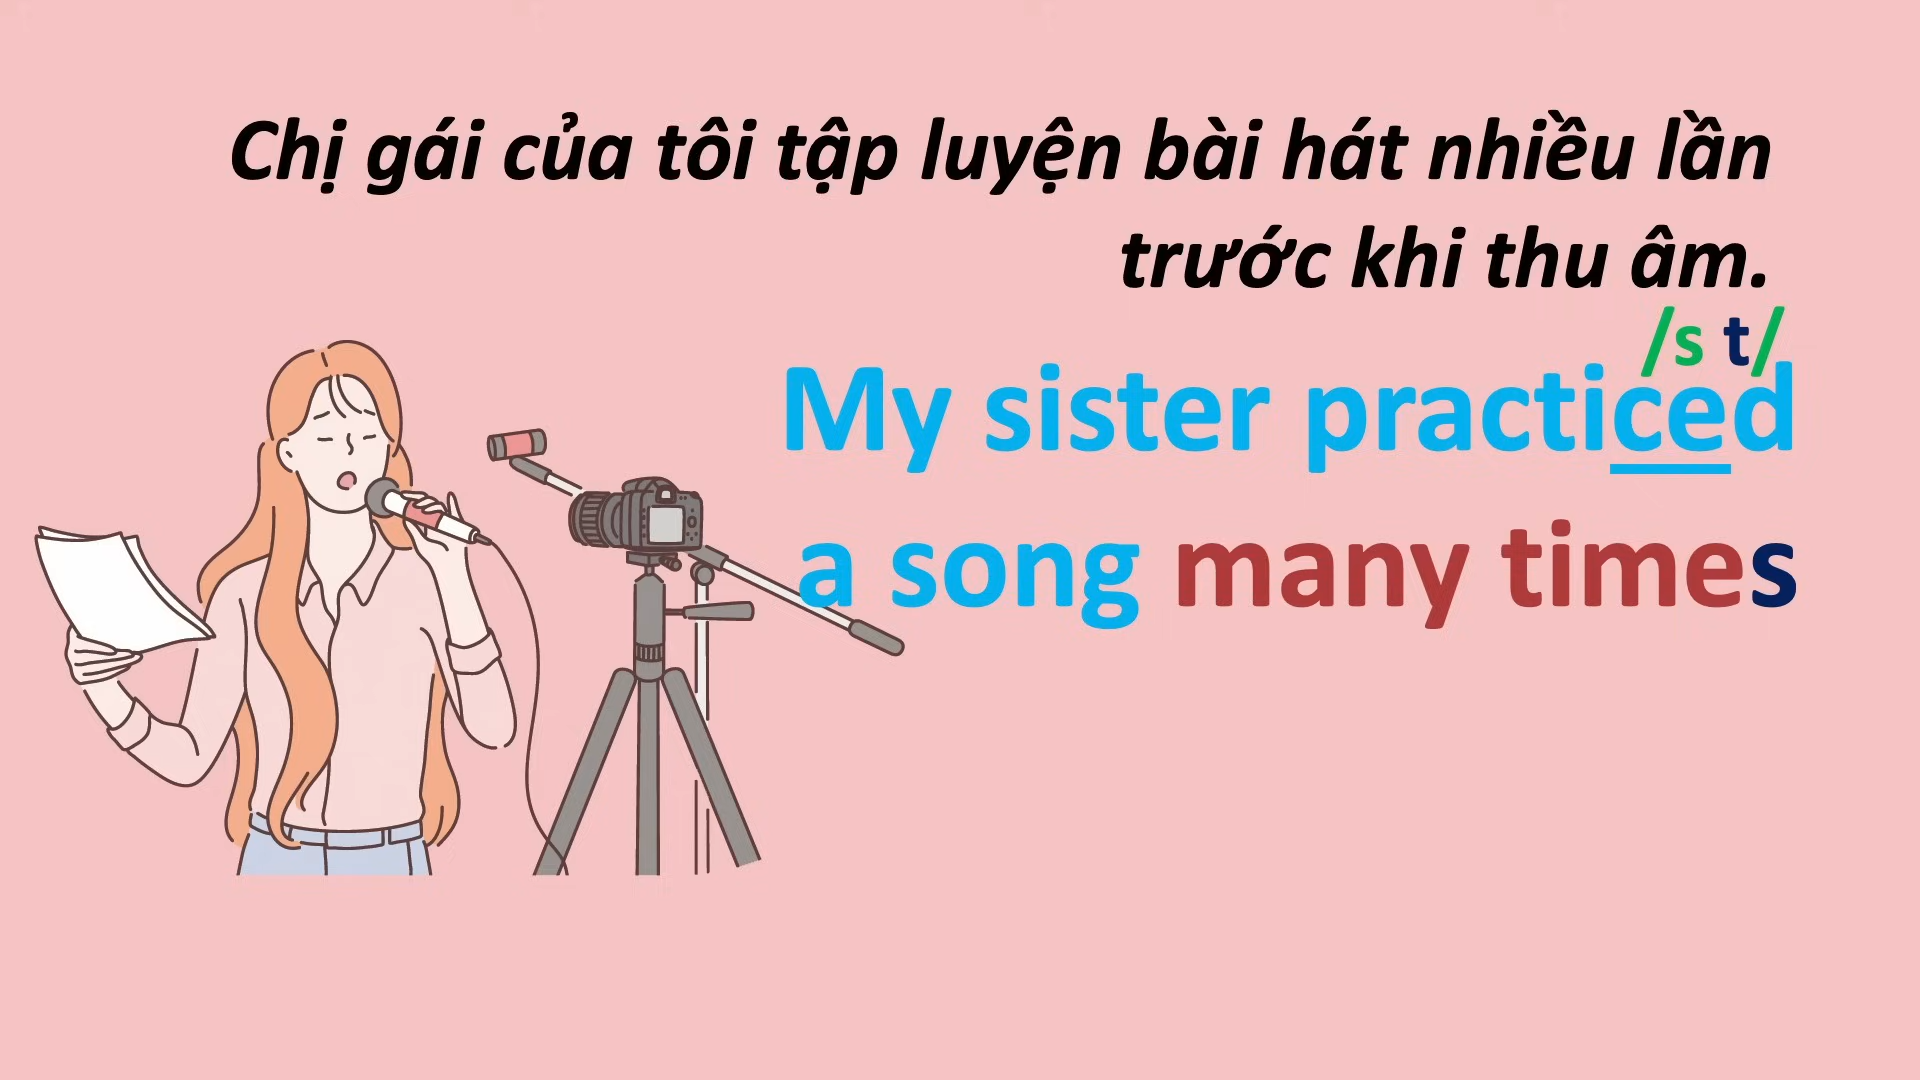 Chị gái của tôi tập luyện bài hát nhiều lần
trước khi thu âm.
/s t/
My sister practiced
a song many times